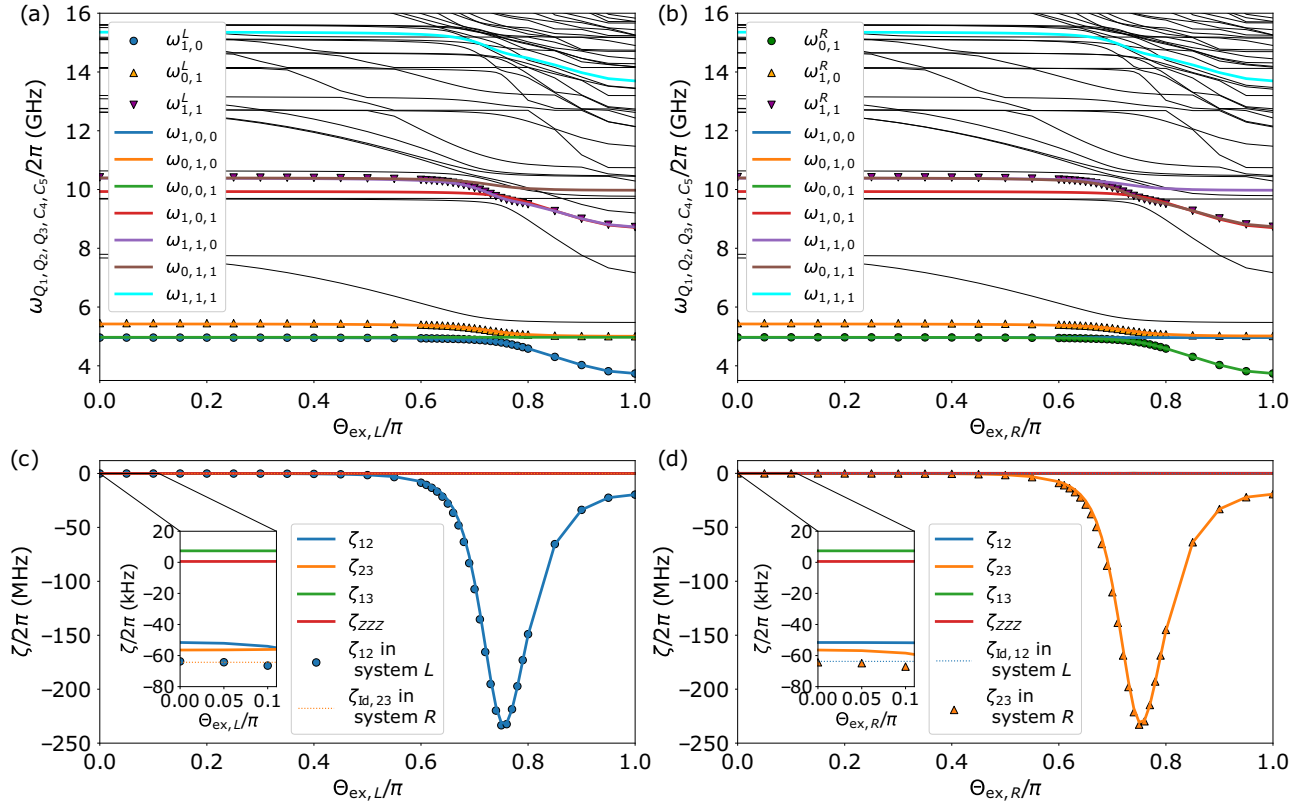 (a)
16
14
12
10
8
6
4
ω_{Q_1, Q_2, Q_3, C_4, C_5}/2π (GHz)
ω^L_{1,0}
ω^L_{0,1}
ω^L_{1,1}
ω_{1,0,0}
ω_{0,1,0}
ω_{0,0,1}
ω_{1,0,1}
ω_{1,1,0}
ω_{0,1,1}
ω_{1,1,1}
0.0 0.2 0.4 0.6 0.8 1.0
Θ_{ex, L}/π
(b)
16
14
12
10
8
6
4
ω_{Q_1, Q_2, Q_3, C_4, C_5}/2π (GHz)
ω^R_{0,1}
ω^R_{1,0}
ω^R_{1,1}
ω_{1,0,0}
ω_{0,1,0}
ω_{0,0,1}
ω_{1,0,1}
ω_{1,1,0}
ω_{0,1,1}
ω_{1,1,1}
0.0 0.2 0.4 0.6 0.8 1.0
Θ_{ex, R}/π
(c)
0
−50
−100
−150
−200
−250
ζ/2π (MHz)
20
0
−20
−40
−60
−80
ζ/2π (kHz)
0.00 0.05 0.1
Θ_{ex, L}/π
ζ_{12}
ζ_{23}
ζ_{13}
ζ_{ZZZ}
ζ_{12} in
system L
ζ_{Id, 23} in
system R
0.0 0.2 0.4 0.6 0.8 1.0
Θ_{ex, L}/π
(d)
0
−50
−100
−150
−200
−250
ζ/2π (MHz)
20
0
−20
−40
−60
−80
ζ/2π (kHz)
0.00 0.05 0.1
Θ_{ex, R}/π
ζ_{12}
ζ_{23}
ζ_{13}
ζ_{ZZZ}
ζ_{Id, 12} in
system L
ζ_{23} in
system R
0.0 0.2 0.4 0.6 0.8 1.0
Θ_{ex, R}/π